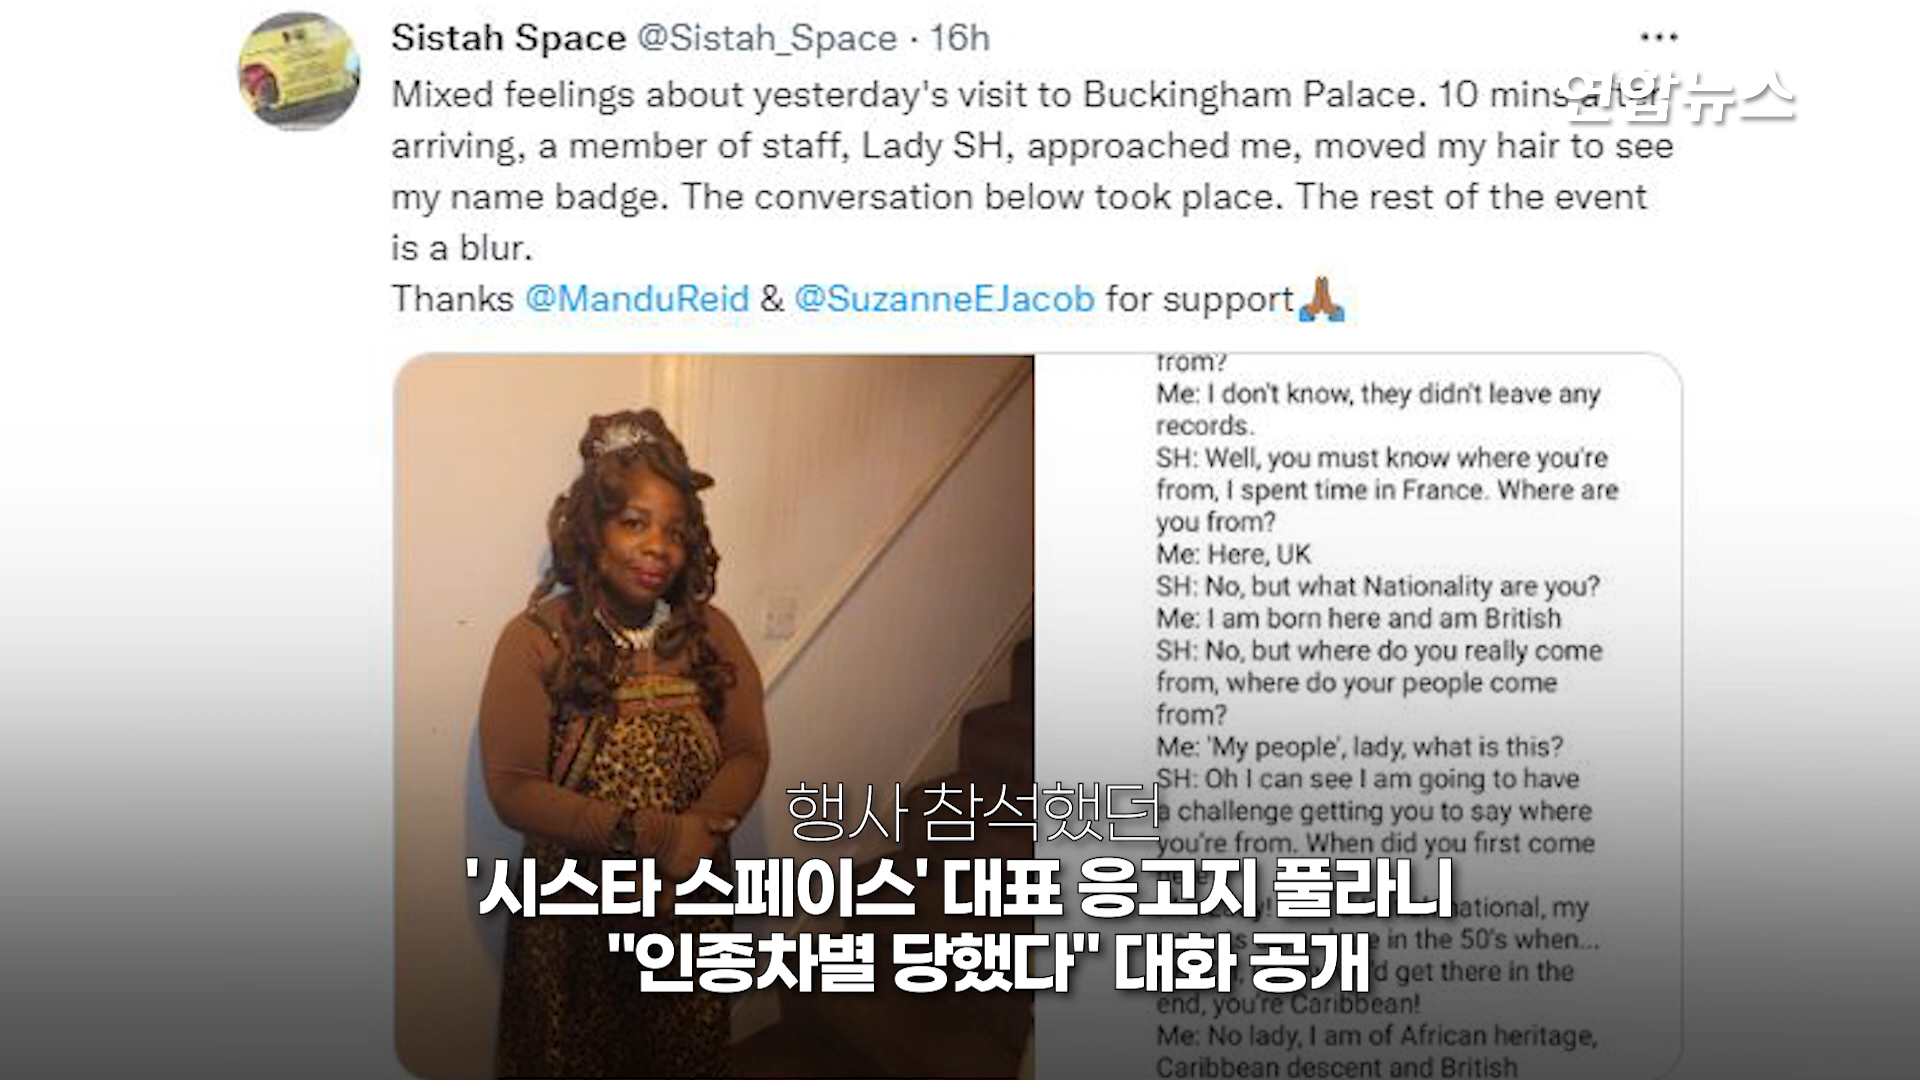 Sistah Space @Sistah_Space · 16h
연합뉴스
Mixed feelings about yesterday's visit to Buckingham Palace. 10 mins after
arriving, a member of staff, Lady SH, approached me, moved my hair to see
my name badge. The conversation below took place. The rest of the event
is a blur.
Thanks @ManduReid & @SuzanneEJacob for support🙏🏾
from?
Me: I don't know, they didn't leave any
records.
SH: Well, you must know where you're
from, I spent time in France. Where are
you from?
Me: Here, UK
SH: No, but what Nationality are you?
Me: I am born here and am British
SH: No, but where do you really come
from, where do your people come
from?
Me: 'My people', lady, what is this?
SH: Oh I can see I am going to have
a challenge getting you to say where
you're from. When did you first come
national, my
in the 50's when...
get there in the
end, you're Caribbean!
Me: No lady, I am of African heritage,
Caribbean descent and British
행사 참석했던
'시스타 스페이스' 대표 응고지 풀라니
"인종차별 당했다" 대화 공개